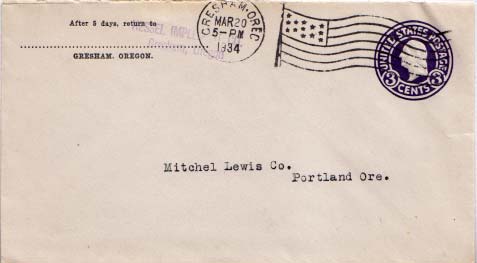 After 5 days, return to
GRESHAM, OREGON.
GRESHAM, OREG
MAR 20
5-PM
1934
UNITED STATES POSTAGE
3 3
CENTS
Mitchel Lewis Co.
Portland Ore.